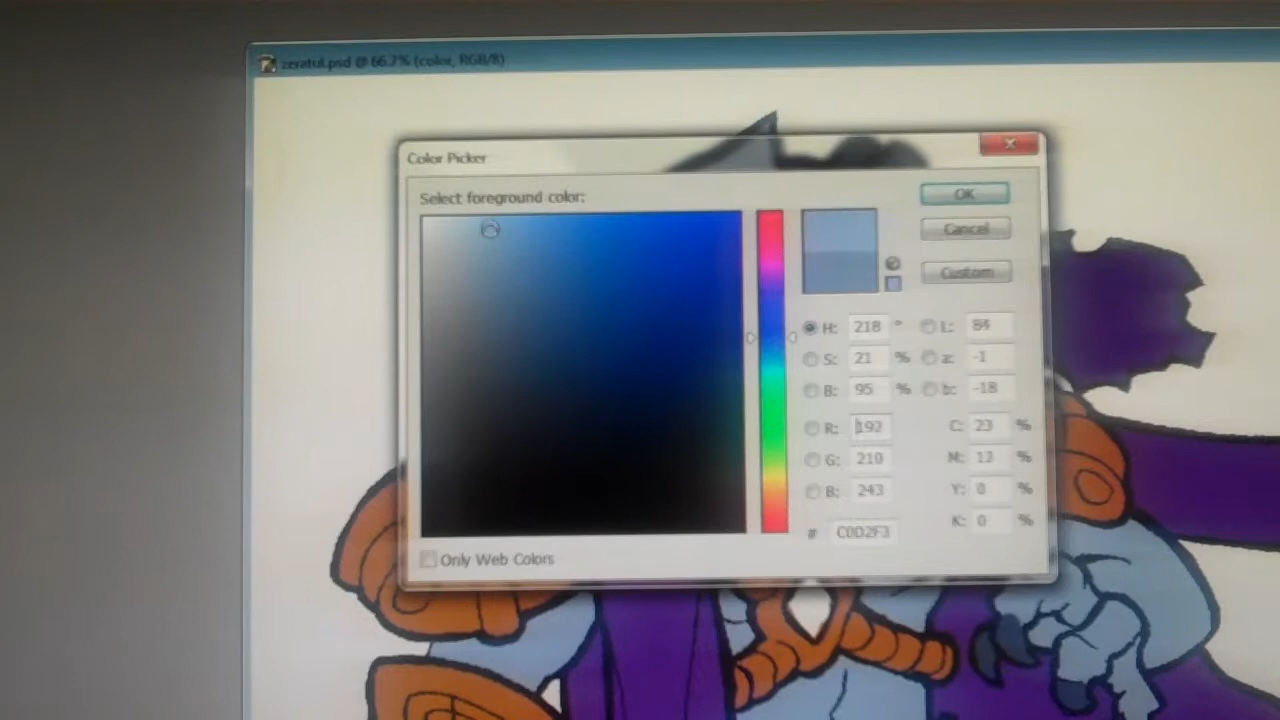 zeratul.psd @ 66.7% (color, RGB/8)
Color Picker
Select foreground color:
OK
Cancel
Custom
H: 218 ° L: 84
S: 21 % a: -1
B: 95 % b: -18
R: 192 C: 23 %
G: 210 M: 13 %
B: 243 Y: 0 %
K: 0 %
# C0D2F3
Only Web Colors